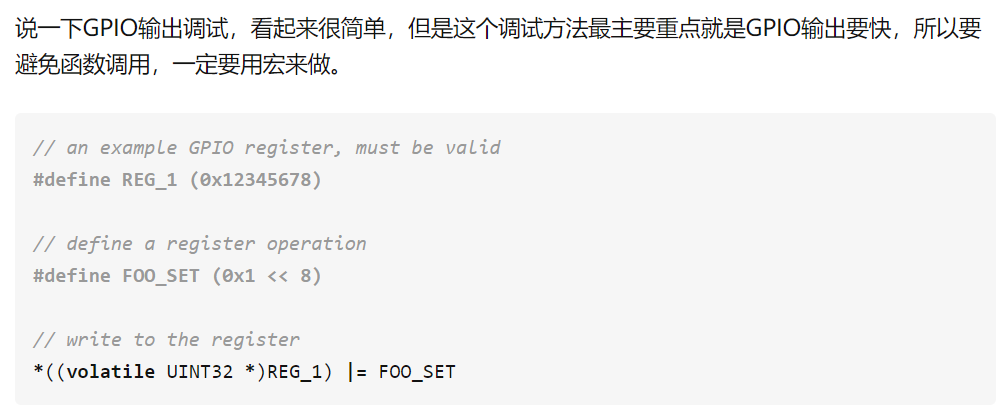 说一下GPIO输出调试，看起来很简单，但是这个调试方法最主要重点就是GPIO输出要快，所以要
避免函数调用，一定要用宏来做。
// an example GPIO register, must be valid
#define REG_1 (0x12345678)
// define a register operation
#define FOO_SET (0x1 << 8)
// write to the register
*((volatile UINT32 *)REG_1) |= FOO_SET